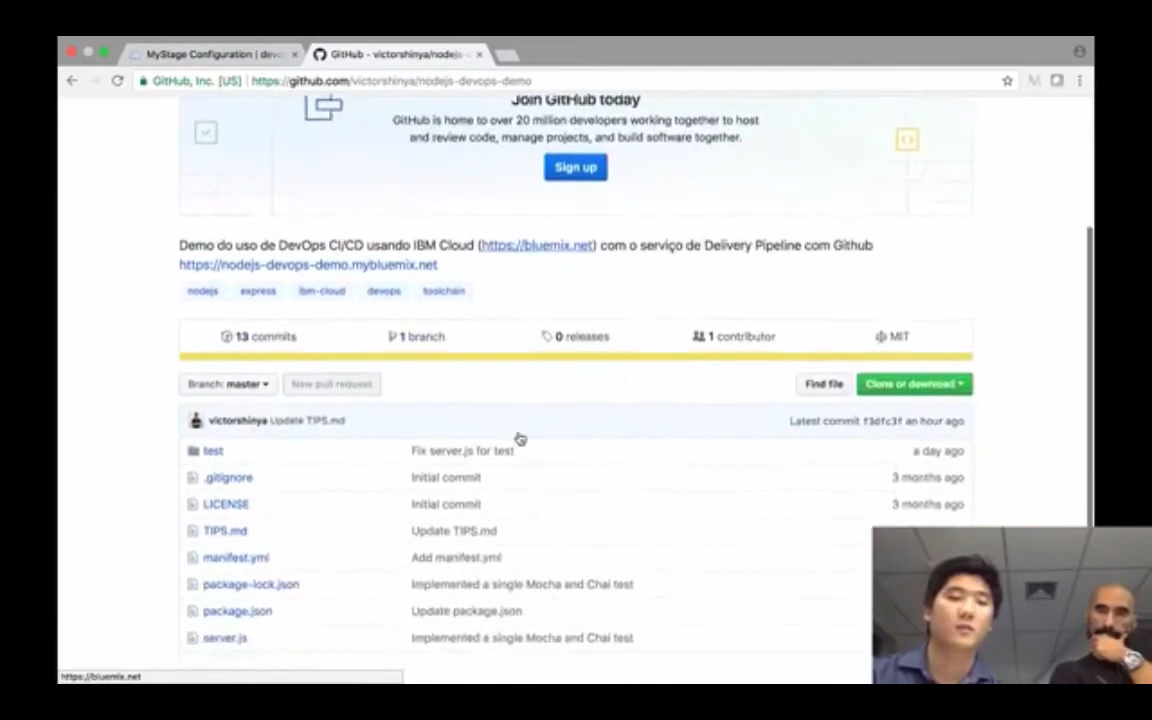 MyStage Configuration | devo
GitHub - victorshinya/nodejs-
GitHub, Inc. [US] | https://github.com/victorshinya/nodejs-devops-demo
Join GitHub today
GitHub is home to over 20 million developers working together to host
and review code, manage projects, and build software together.
Sign up
Demo do uso de DevOps CI/CD usando IBM Cloud (https://bluemix.net) com o serviço de Delivery Pipeline com Github
https://nodejs-devops-demo.mybluemix.net
nodejs express ibm-cloud devops toolchain
13 commits 1 branch 0 releases 1 contributor MIT
Branch: master New pull request Find file Clone or download
victorshinya Update TIPS.md Latest commit f3dfc3f an hour ago
test Fix server.js for test a day ago
.gitignore Initial commit 3 months ago
LICENSE Initial commit 3 months ago
TIPS.md Update TIPS.md
manifest.yml Add manifest.yml
package-lock.json Implemented a single Mocha and Chai test
package.json Update package.json
server.js Implemented a single Mocha and Chai test
https://bluemix.net